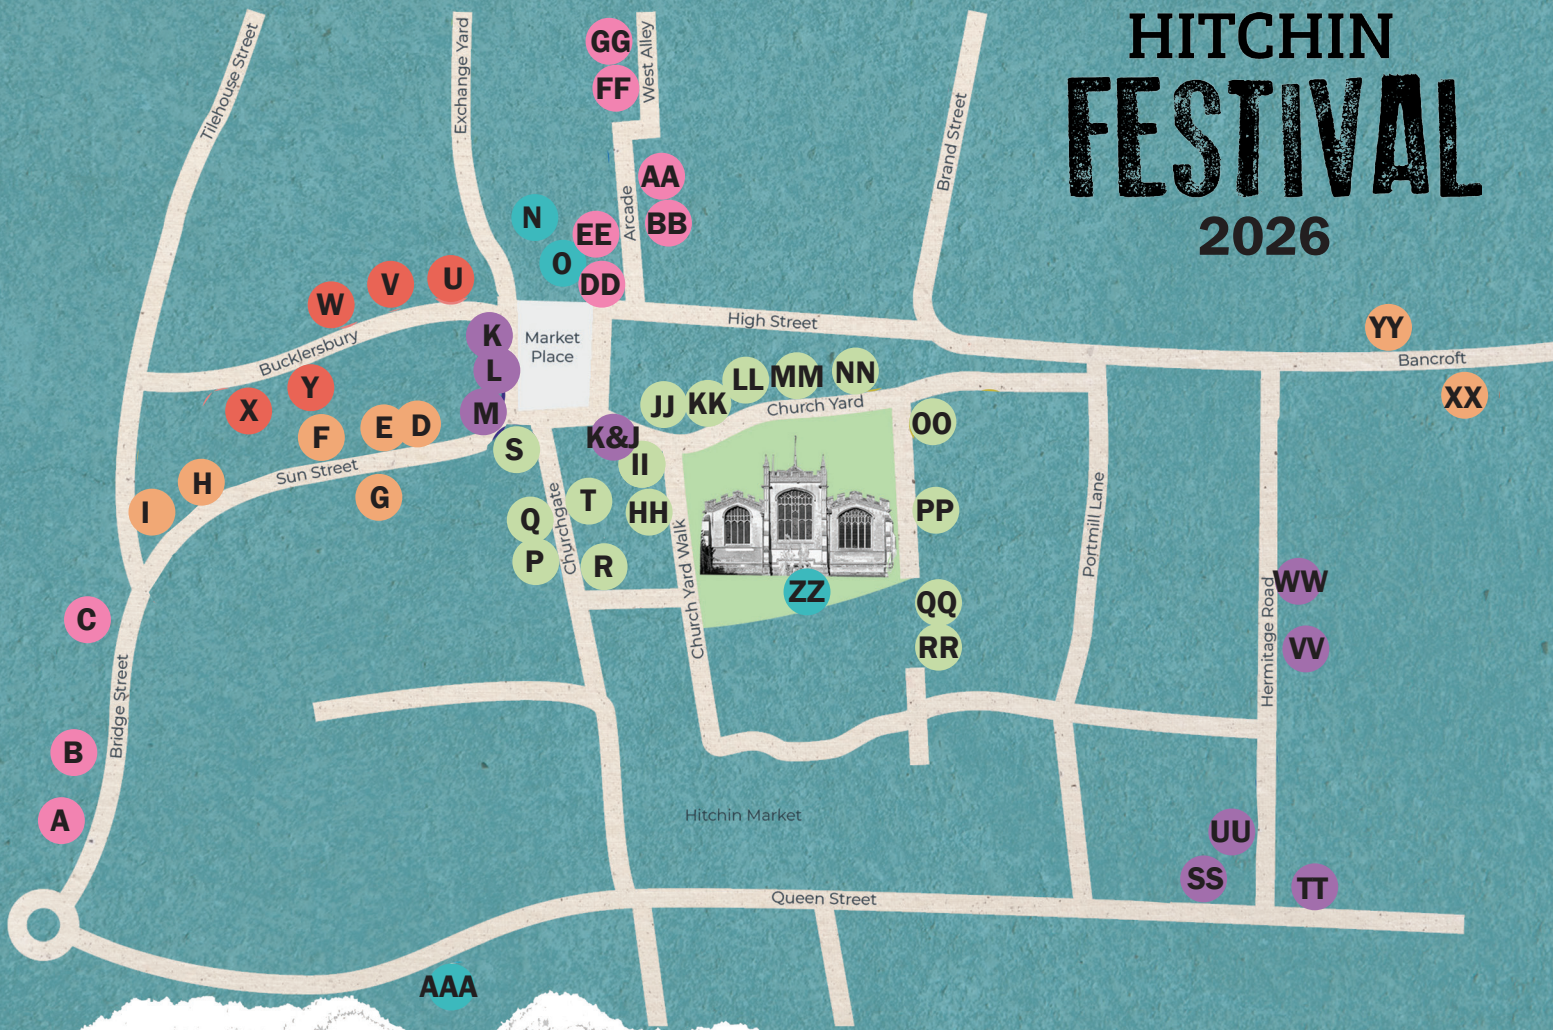 HITCHIN
FESTIVAL
2026
Tilehouse Street
Exchange Yard
GG
FF
West Alley
Brand Street
AA
BB
Arcade
N
EE
O
DD
W
V
U
K
L
M
Market
Place
High Street
YY
Bancroft
XX
Bucklersbury
X
Y
F
E
D
JJ
KK
LL
MM
NN
Church Yard
OO
K&J
II
S
Sun Street
H
I
G
Q
P
T
R
HH
Churchgate
Church Yard Walk
PP
Portmill Lane
ZZ
QQ
RR
WW
VV
Hermitage Road
C
B
A
Bridge Street
Hitchin Market
UU
SS
TT
Queen Street
AAA